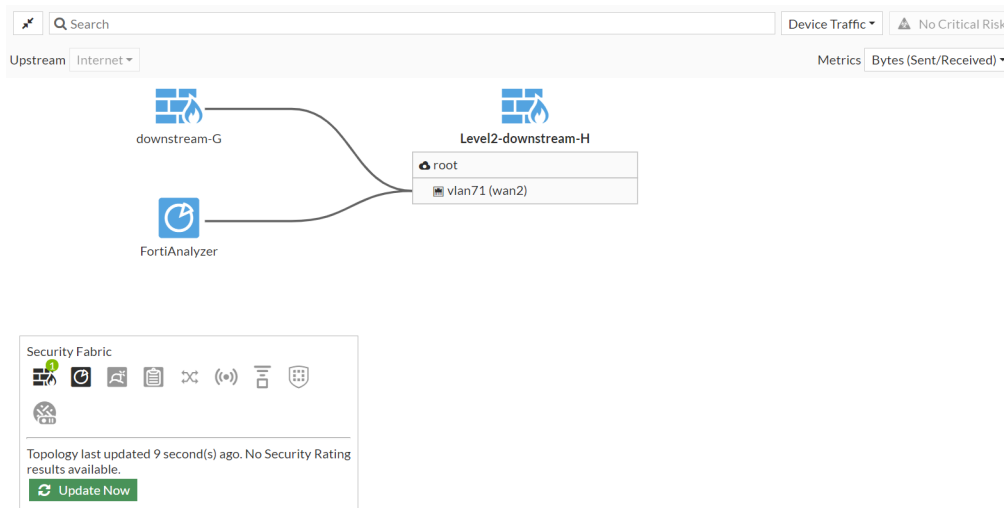 Search
Device Traffic
No Critical Risk
Upstream
Internet
Metrics
Bytes (Sent/Received)
downstream-G
Level2-downstream-H
root
vlan71 (wan2)
FortiAnalyzer
Security Fabric
1
Topology last updated 9 second(s) ago. No Security Rating
results available.
Update Now